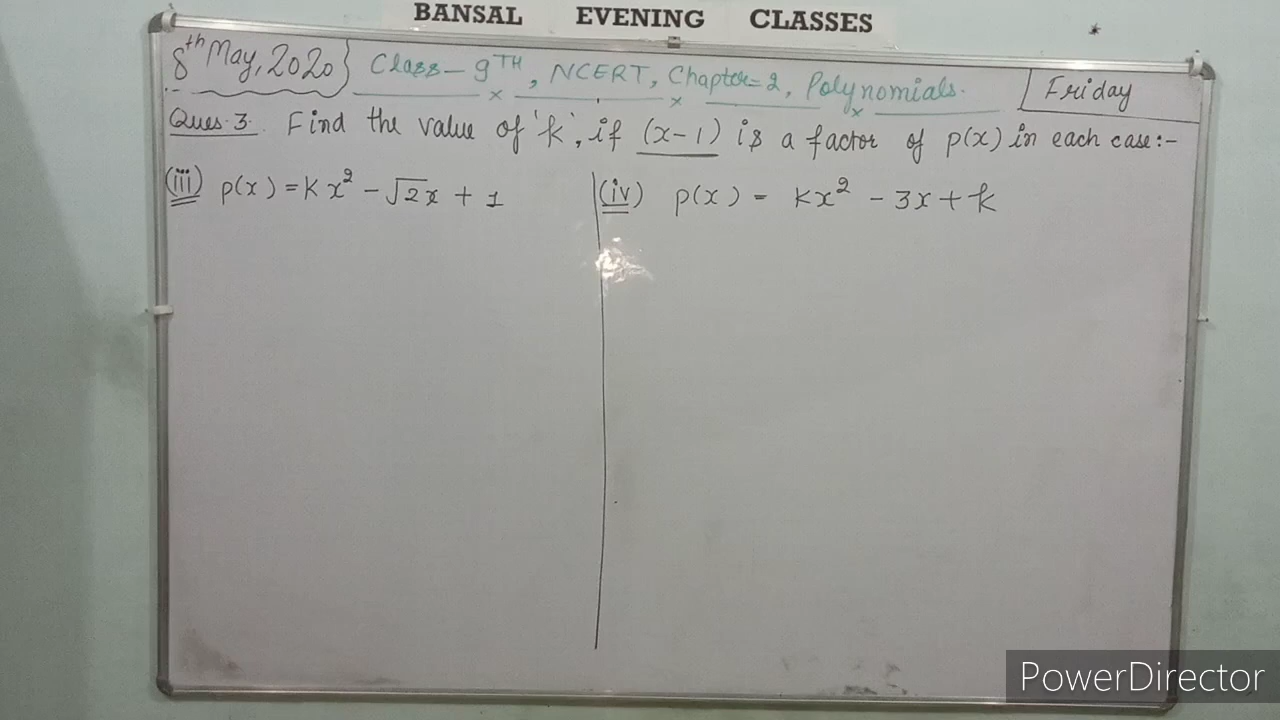 BANSAL EVENING CLASSES
8th May, 2020} Class - 9TH, NCERT, Chapter = 2, Polynomials. Friday
Ques. 3. Find the value of 'k', if (x-1) is a factor of p(x) in each case :-
(iii) p(x) = Kx² - √2x + 1 (iv) p(x) = Kx² - 3x + k
PowerDirector